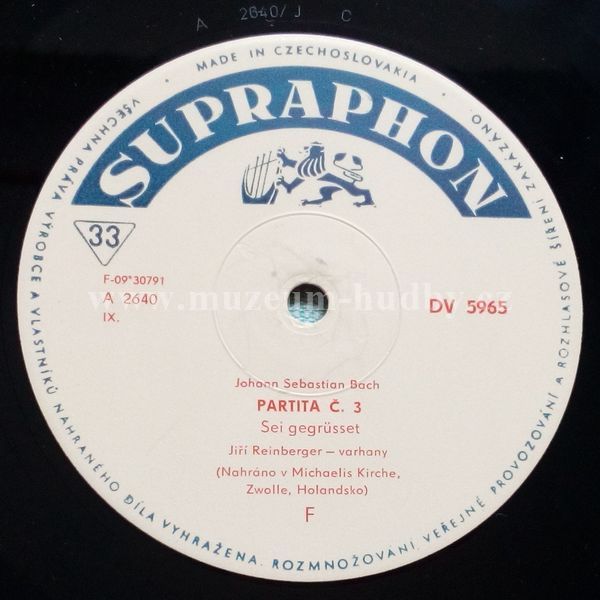 A 2640/J C
• MADE IN CZECHOSLOVAKIA •
SUPRAPHON
VŠECHNA PRÁVA VÝROBCE A VLASTNÍKŮ NAHRANÉHO DÍLA VYHRAŽENA. ROZMNOŽOVÁNÍ, VEŘEJNÉ PROVOZOVÁNÍ A ROZHLASOVÉ ŠÍŘENÍ ZAKÁZÁNO
33
F-09*30791
A 2640
IX.
DV 5965
www.muzeum-hudby.cz
Johann Sebastian Bach
PARTITA Č. 3
Sei gegrüsset
Jiří Reinberger – varhany
(Nahráno v Michaelis Kirche,
Zwolle, Holandsko)
F